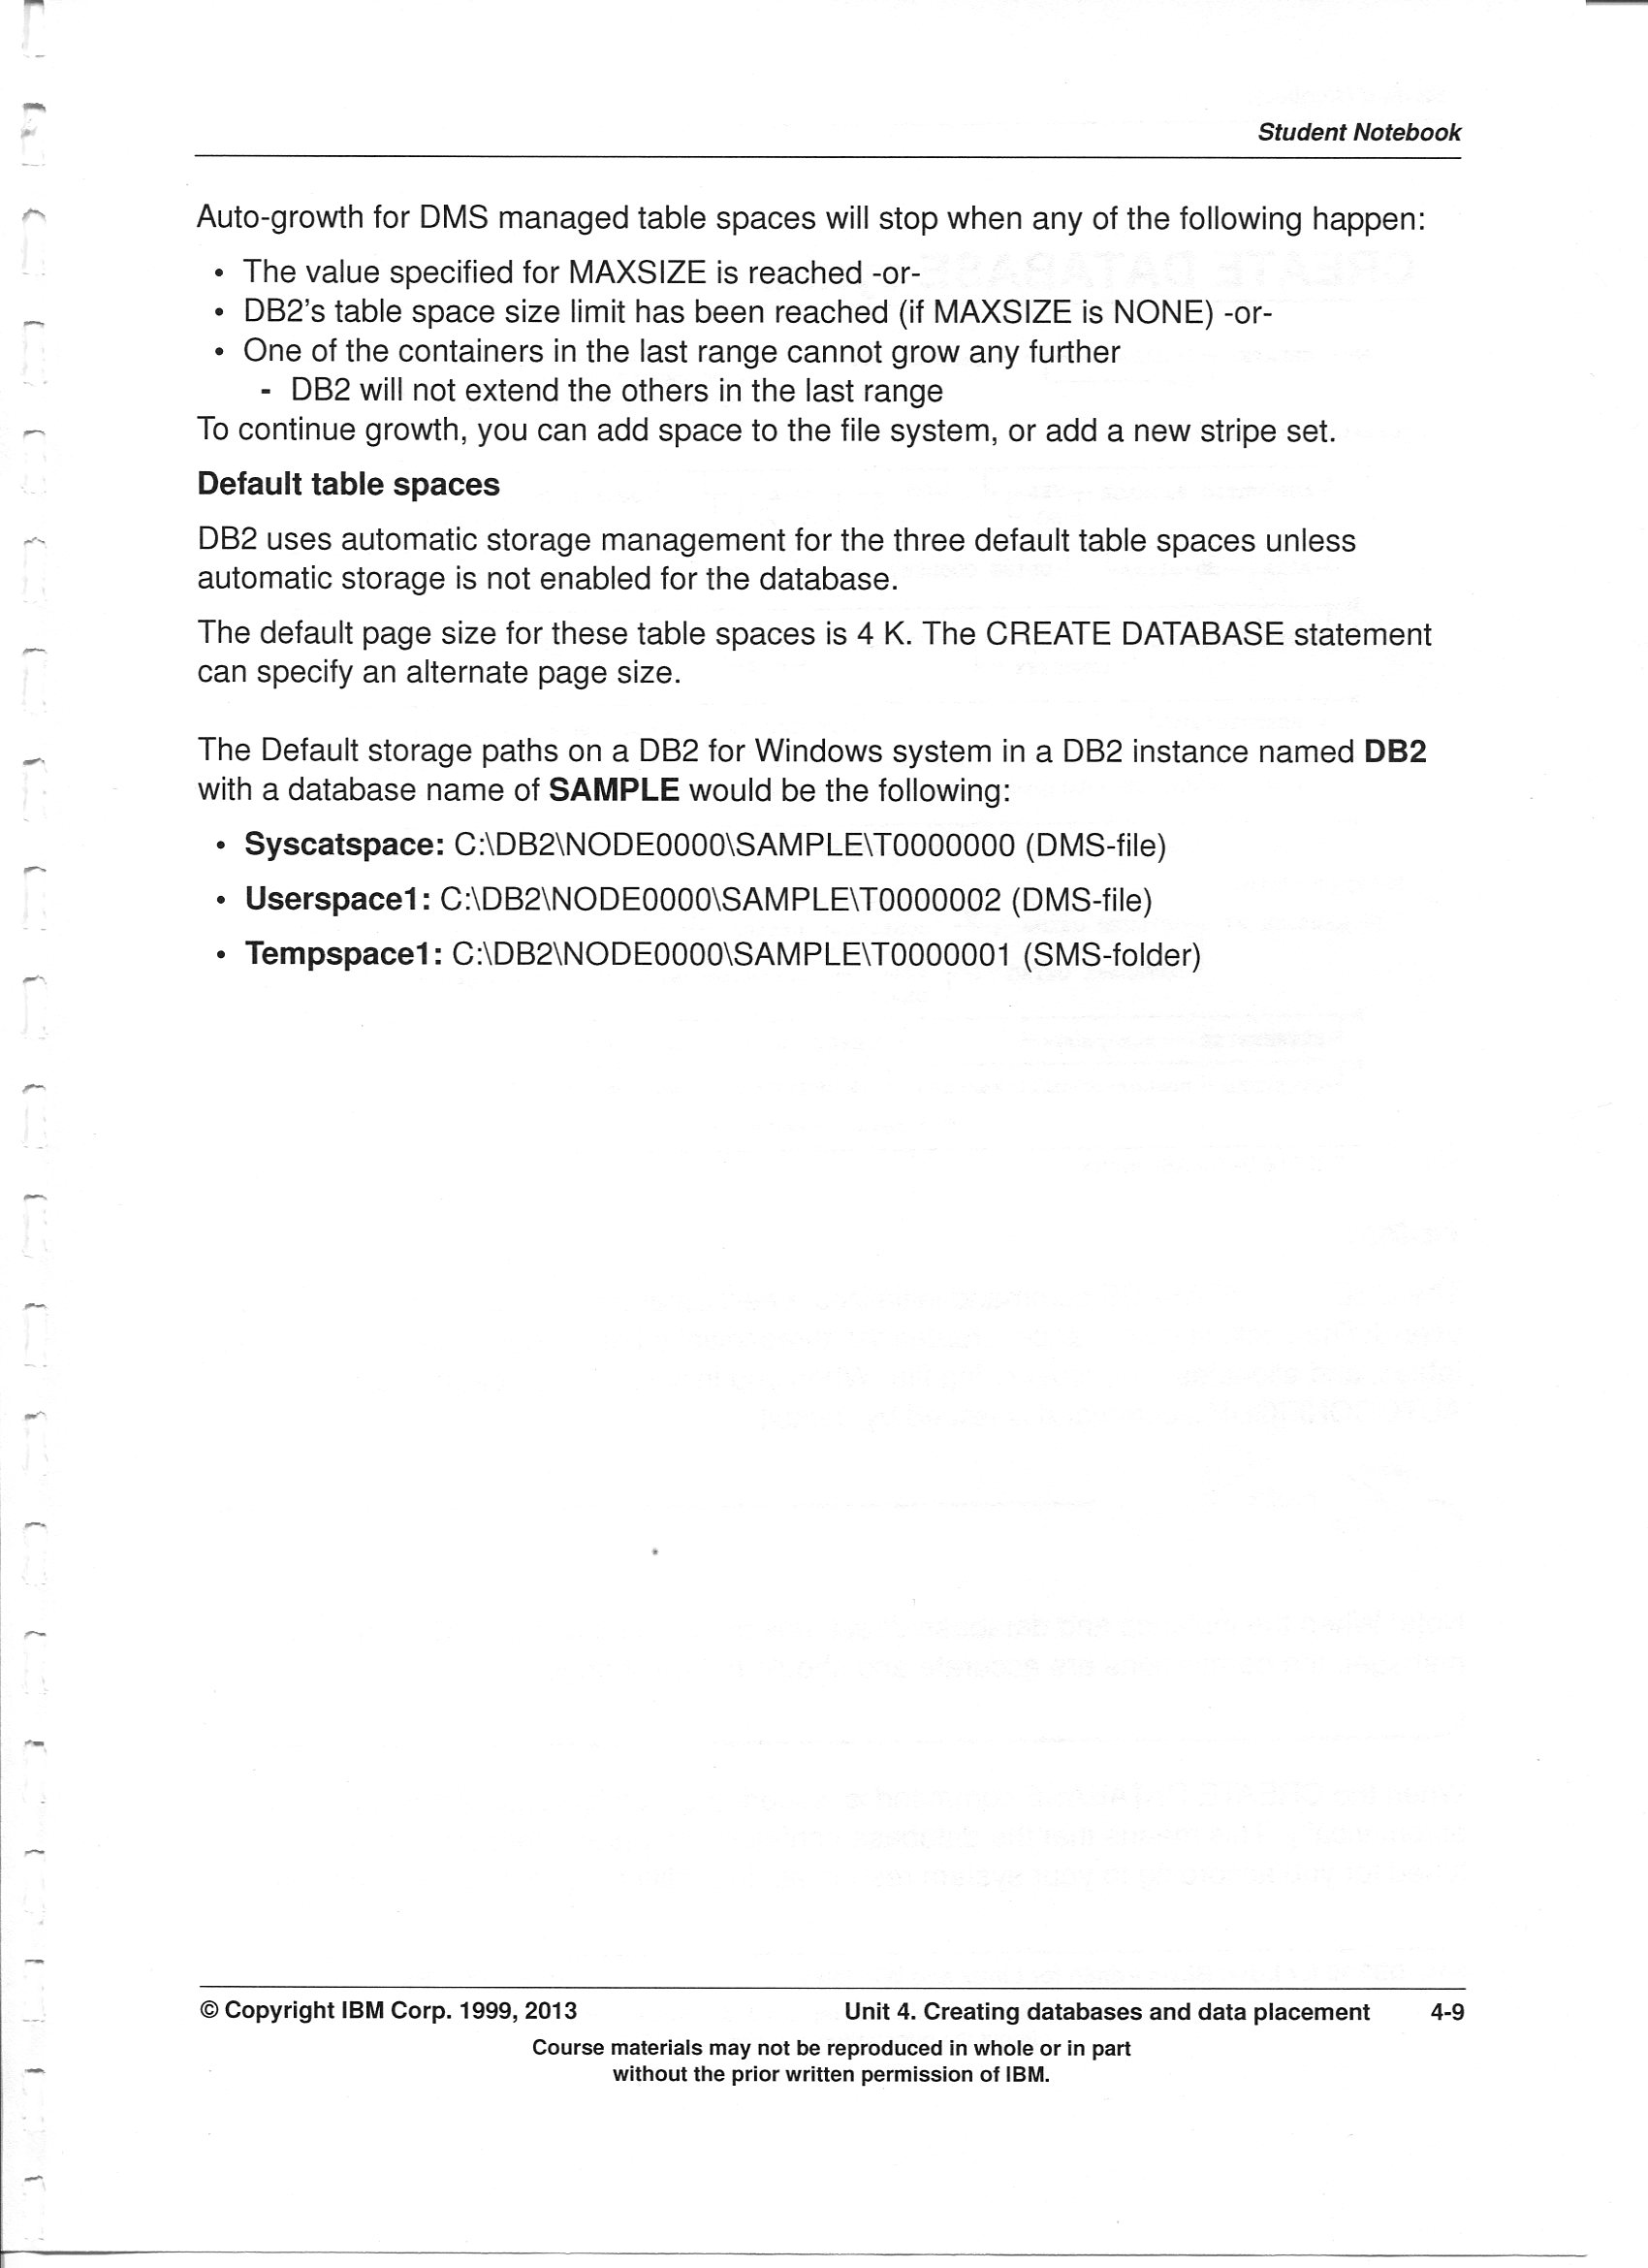 Student Notebook
Auto-growth for DMS managed table spaces will stop when any of the following happen:
• The value specified for MAXSIZE is reached -or-
• DB2's table space size limit has been reached (if MAXSIZE is NONE) -or-
• One of the containers in the last range cannot grow any further
- DB2 will not extend the others in the last range
To continue growth, you can add space to the file system, or add a new stripe set.
Default table spaces
DB2 uses automatic storage management for the three default table spaces unless
automatic storage is not enabled for the database.
The default page size for these table spaces is 4 K. The CREATE DATABASE statement
can specify an alternate page size.
The Default storage paths on a DB2 for Windows system in a DB2 instance named DB2
with a database name of SAMPLE would be the following:
• Syscatspace: C:\DB2\NODE0000\SAMPLE\T0000000 (DMS-file)
• Userspace1: C:\DB2\NODE0000\SAMPLE\T0000002 (DMS-file)
• Tempspace1: C:\DB2\NODE0000\SAMPLE\T0000001 (SMS-folder)
© Copyright IBM Corp. 1999, 2013 Unit 4. Creating databases and data placement 4-9
Course materials may not be reproduced in whole or in part
without the prior written permission of IBM.